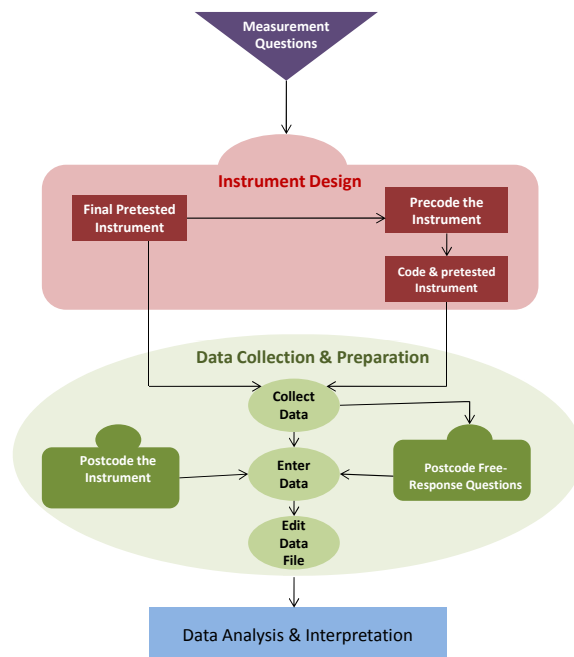 Measurement
Questions
Instrument Design
Final Pretested
Instrument
Precode the
Instrument
Code & pretested
Instrument
Data Collection & Preparation
Collect
Data
Postcode the
Instrument
Enter
Data
Postcode Free-
Response Questions
Edit
Data
File
Data Analysis & Interpretation